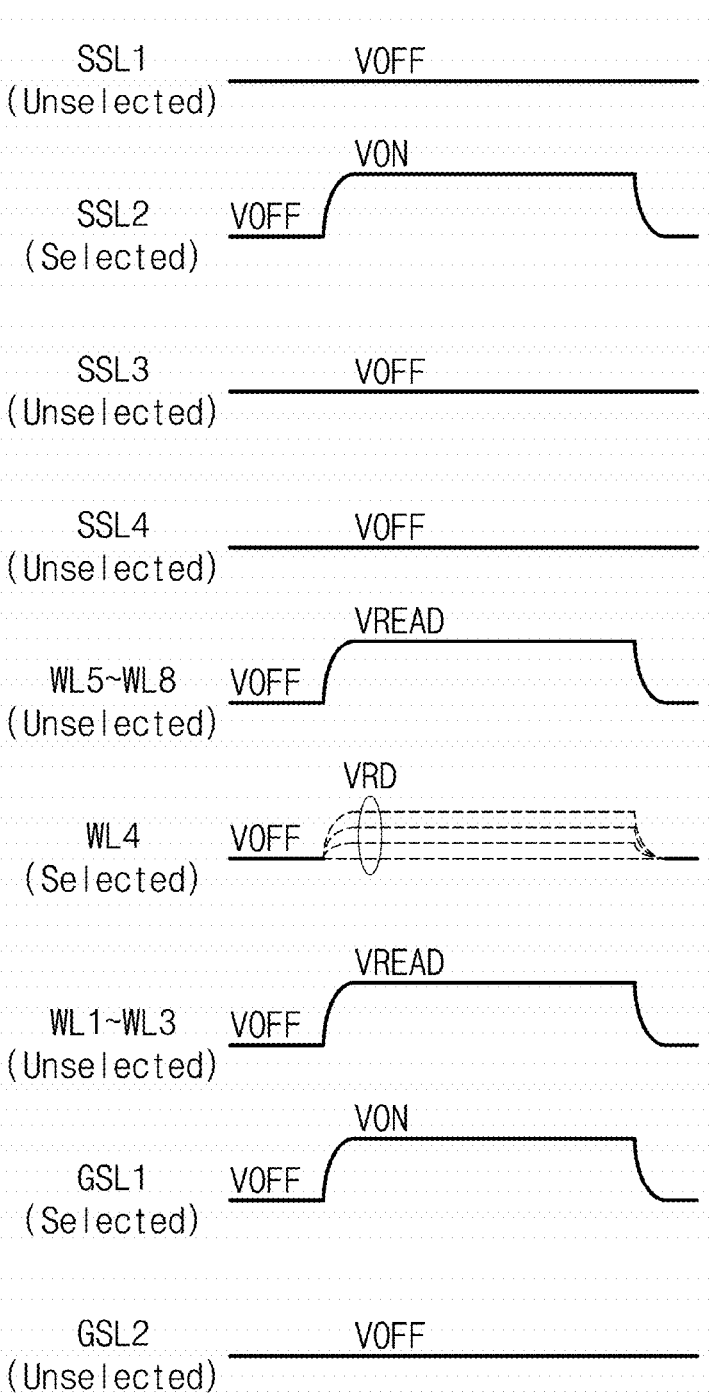 SSL1 VOFF
(Unselected)
VON
SSL2 VOFF
(Selected)
SSL3 VOFF
(Unselected)
SSL4 VOFF
(Unselected)
VREAD
WL5~WL8 VOFF
(Unselected)
VRD
WL4 VOFF
(Selected)
VREAD
WL1~WL3 VOFF
(Unselected)
VON
GSL1 VOFF
(Selected)
GSL2 VOFF
(Unselected)